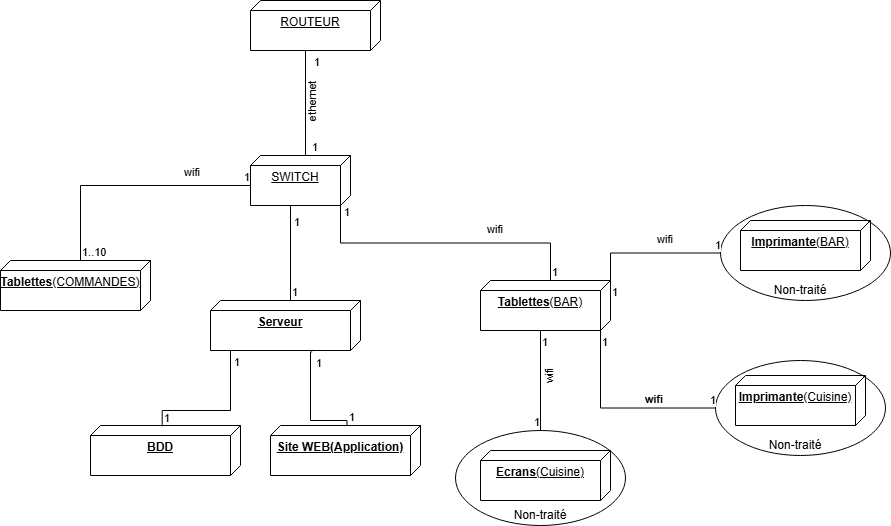 ROUTEUR
1
ethernet
1
SWITCH
wifi
1
1
1
wifi
1..10
Tablettes(COMMANDES)
1
Serveur
1
1
1
1
BDD
Site WEB(Application)
1
Tablettes(BAR)
1
wifi
1
Imprimante(BAR)
Non-traité
1
wifi
1
Imprimante(Cuisine)
Non-traité
1
wifi
1
Ecrans(Cuisine)
Non-traité